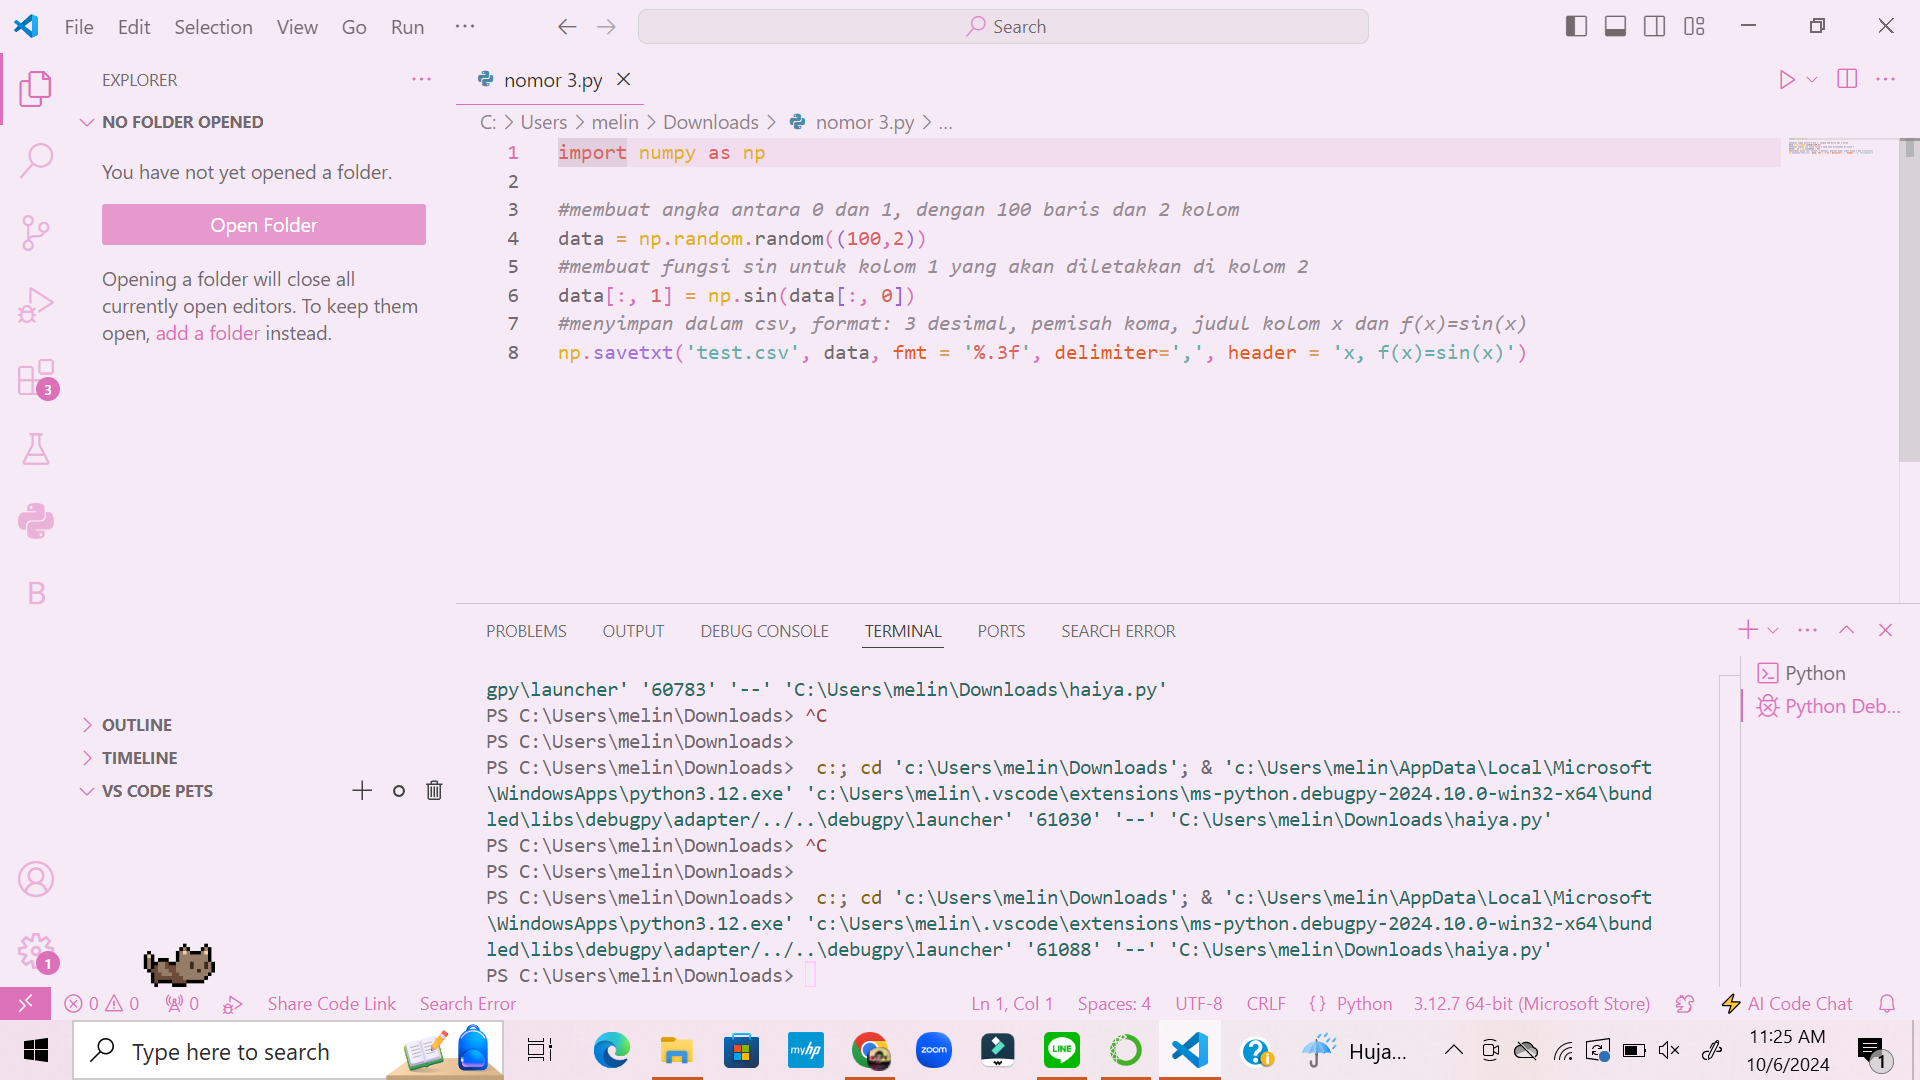 File Edit Selection View Go Run ···
Search
EXPLORER ···
NO FOLDER OPENED
You have not yet opened a folder.
Open Folder
Opening a folder will close all
currently open editors. To keep them
open, add a folder instead.
OUTLINE
TIMELINE
VS CODE PETS
3
B
1
nomor 3.py
C: > Users > melin > Downloads > nomor 3.py > ...
1 import numpy as np
2
3 #membuat angka antara 0 dan 1, dengan 100 baris dan 2 kolom
4 data = np.random.random((100,2))
5 #membuat fungsi sin untuk kolom 1 yang akan diletakkan di kolom 2
6 data[:, 1] = np.sin(data[:, 0])
7 #menyimpan dalam csv, format: 3 desimal, pemisah koma, judul kolom x dan f(x)=sin(x)
8 np.savetxt('test.csv', data, fmt = '%.3f', delimiter=',', header = 'x, f(x)=sin(x)')
PROBLEMS OUTPUT DEBUG CONSOLE TERMINAL PORTS SEARCH ERROR
gpy\launcher' '60783' '--' 'C:\Users\melin\Downloads\haiya.py'
PS C:\Users\melin\Downloads> ^C
PS C:\Users\melin\Downloads>
PS C:\Users\melin\Downloads>  c:; cd 'c:\Users\melin\Downloads'; & 'c:\Users\melin\AppData\Local\Microsoft
\WindowsApps\python3.12.exe' 'c:\Users\melin\.vscode\extensions\ms-python.debugpy-2024.10.0-win32-x64\bund
led\libs\debugpy\adapter/../..\debugpy\launcher' '61030' '--' 'C:\Users\melin\Downloads\haiya.py'
PS C:\Users\melin\Downloads> ^C
PS C:\Users\melin\Downloads>
PS C:\Users\melin\Downloads>  c:; cd 'c:\Users\melin\Downloads'; & 'c:\Users\melin\AppData\Local\Microsoft
\WindowsApps\python3.12.exe' 'c:\Users\melin\.vscode\extensions\ms-python.debugpy-2024.10.0-win32-x64\bund
led\libs\debugpy\adapter/../..\debugpy\launcher' '61088' '--' 'C:\Users\melin\Downloads\haiya.py'
PS C:\Users\melin\Downloads>
Python
Python Deb...
0 0 0 Share Code Link Search Error Ln 1, Col 1 Spaces: 4 UTF-8 CRLF {} Python 3.12.7 64-bit (Microsoft Store) AI Code Chat
Type here to search
myhp
zoom
LINE
Huja...
11:25 AM
10/6/2024
1